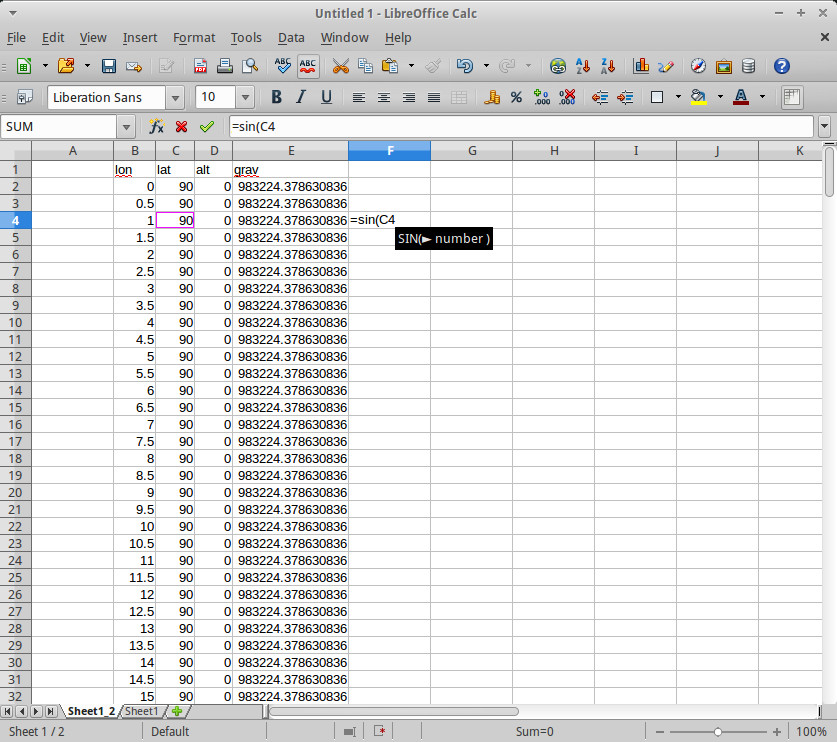 Untitled 1 - LibreOffice Calc
File Edit View Insert Format Tools Data Window Help
Liberation Sans 10
SUM =sin(C4
A B C D E F G H I J K
1 lon lat alt grav
2 0 90 0 983224.378630836
3 0.5 90 0 983224.378630836
4 1 90 0 983224.378630836 =sin(C4
SIN(► number )
5 1.5 90 0 983224.378630836
6 2 90 0 983224.378630836
7 2.5 90 0 983224.378630836
8 3 90 0 983224.378630836
9 3.5 90 0 983224.378630836
10 4 90 0 983224.378630836
11 4.5 90 0 983224.378630836
12 5 90 0 983224.378630836
13 5.5 90 0 983224.378630836
14 6 90 0 983224.378630836
15 6.5 90 0 983224.378630836
16 7 90 0 983224.378630836
17 7.5 90 0 983224.378630836
18 8 90 0 983224.378630836
19 8.5 90 0 983224.378630836
20 9 90 0 983224.378630836
21 9.5 90 0 983224.378630836
22 10 90 0 983224.378630836
23 10.5 90 0 983224.378630836
24 11 90 0 983224.378630836
25 11.5 90 0 983224.378630836
26 12 90 0 983224.378630836
27 12.5 90 0 983224.378630836
28 13 90 0 983224.378630836
29 13.5 90 0 983224.378630836
30 14 90 0 983224.378630836
31 14.5 90 0 983224.378630836
32 15 90 0 983224.378630836
Sheet1_2 Sheet1
Sheet 1 / 2 Default Sum=0 100%